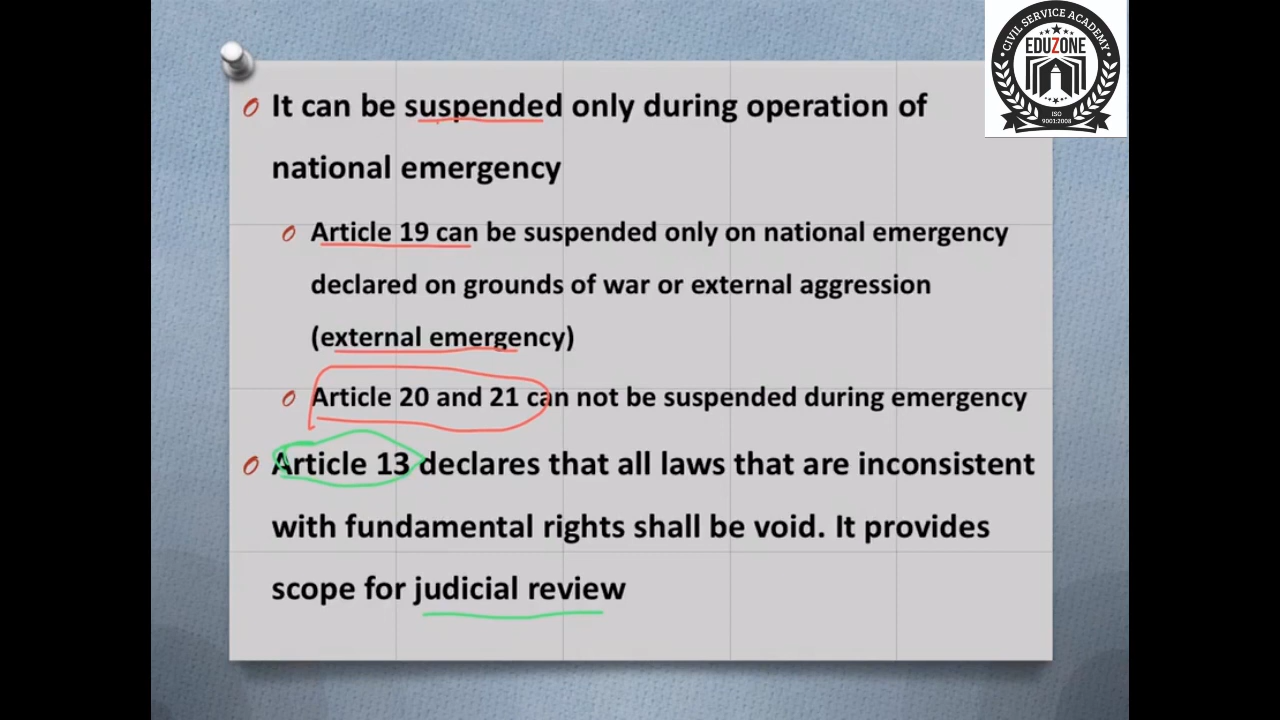 CIVIL SERVICE ACADEMY
EDUZONE
ISO
9001:2008
It can be suspended only during operation of
national emergency
Article 19 can be suspended only on national emergency
declared on grounds of war or external aggression
(external emergency)
Article 20 and 21 can not be suspended during emergency
Article 13 declares that all laws that are inconsistent
with fundamental rights shall be void. It provides
scope for judicial review